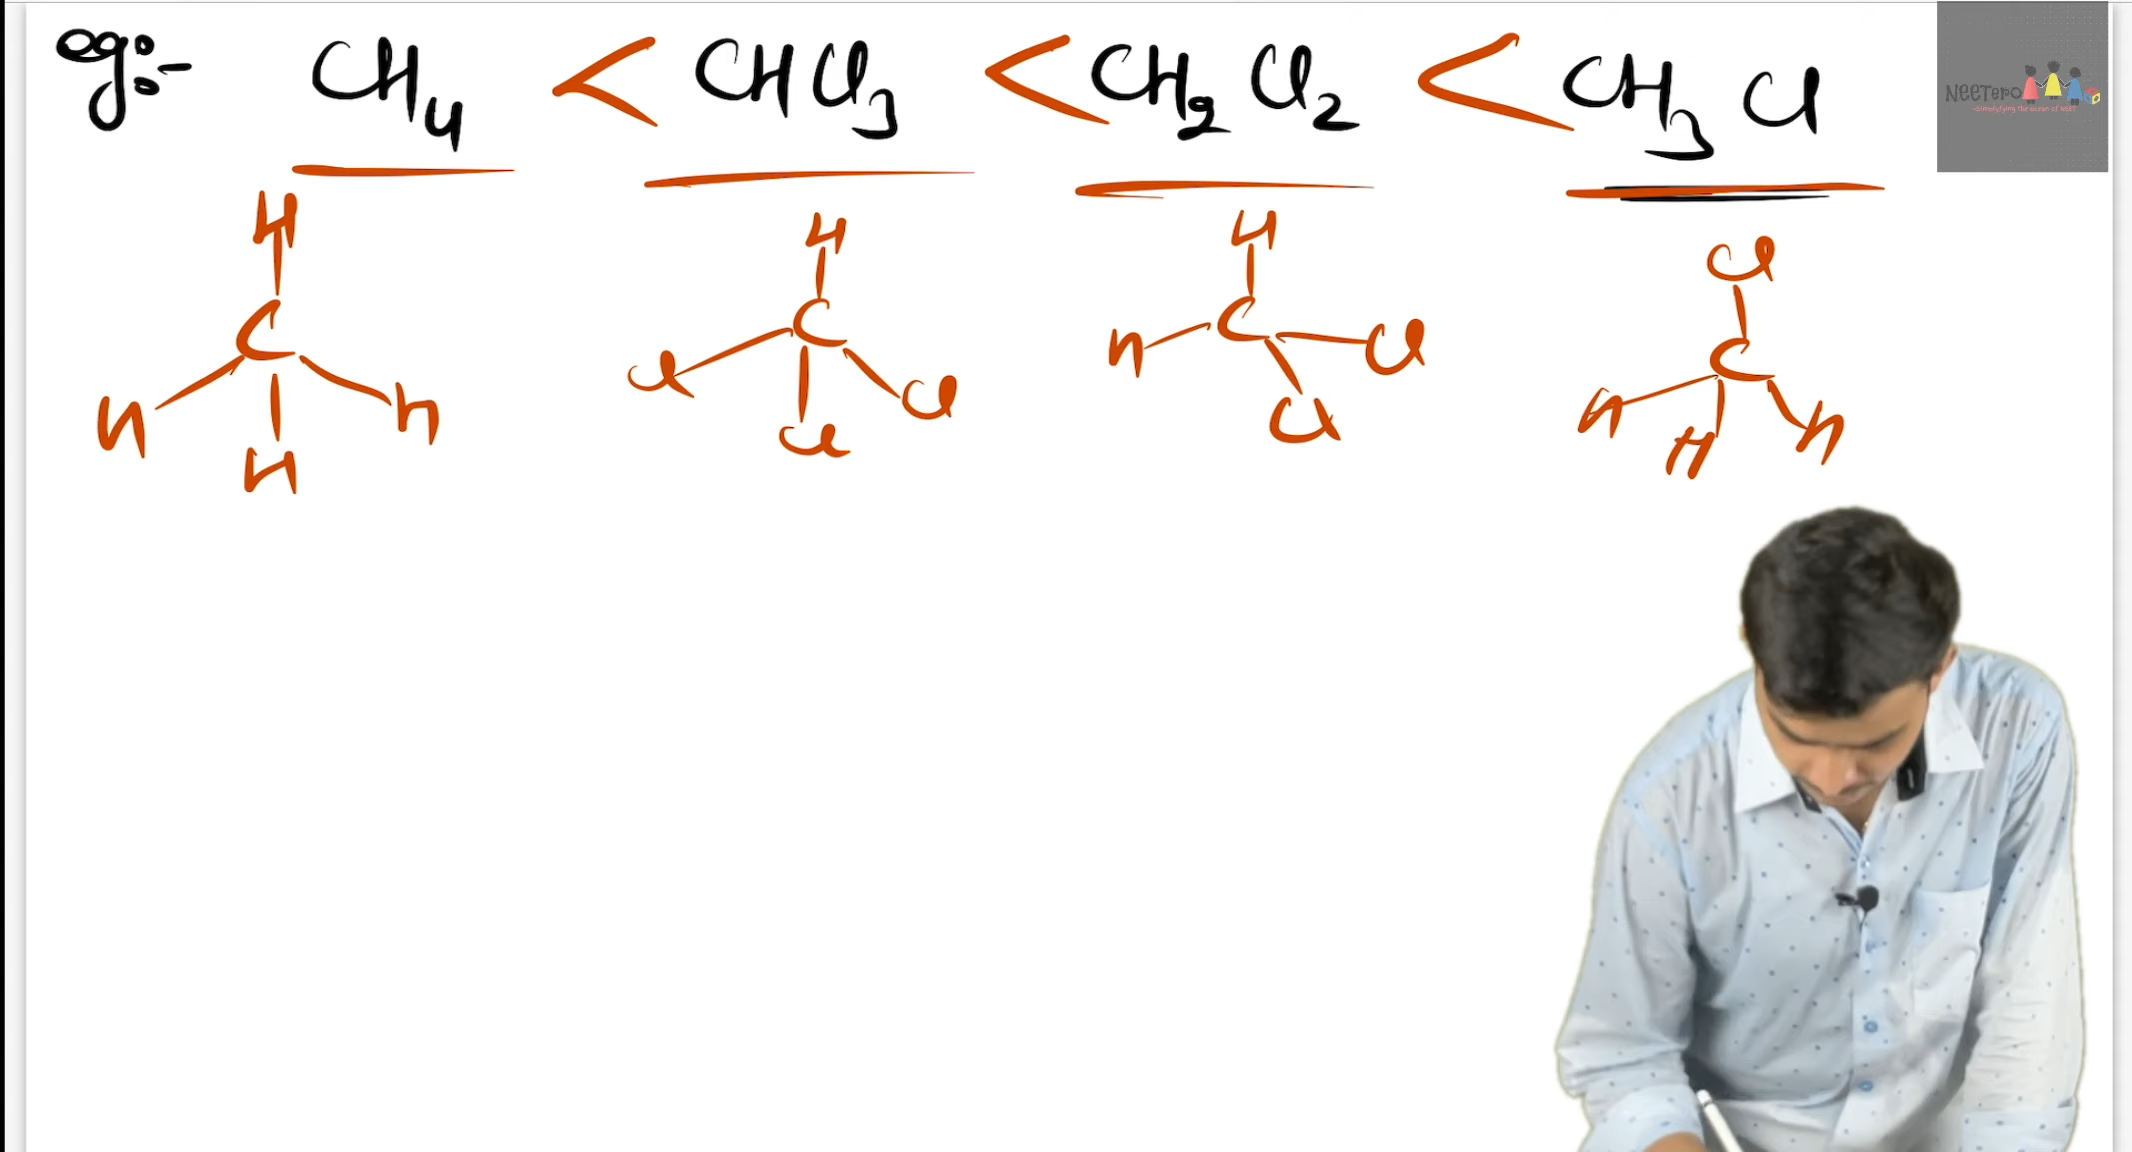 eg:- CH4 < CHCl3 < CH2Cl2 < CH3Cl
NEETero
H H H Cl
C C C C
H H Cl Cl H Cl H H
H Cl Cl H